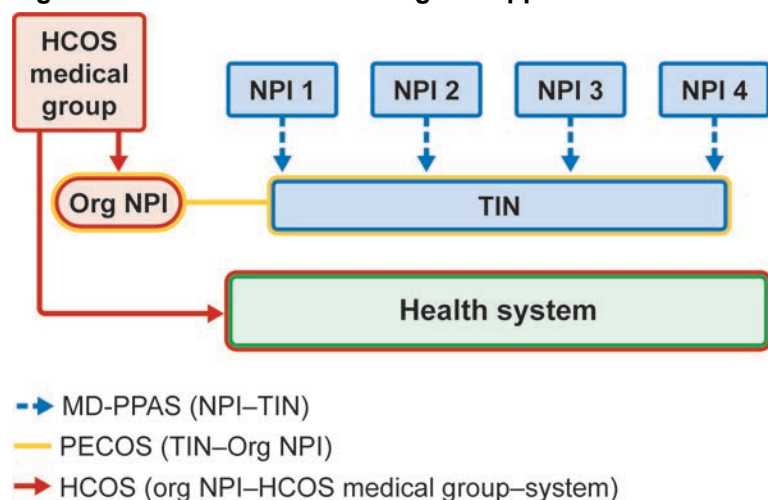 HCOS
medical
group
NPI 1
NPI 2
NPI 3
NPI 4
Org NPI
TIN
Health system
MD-PPAS (NPI–TIN)
PECOS (TIN–Org NPI)
HCOS (org NPI–HCOS medical group–system)